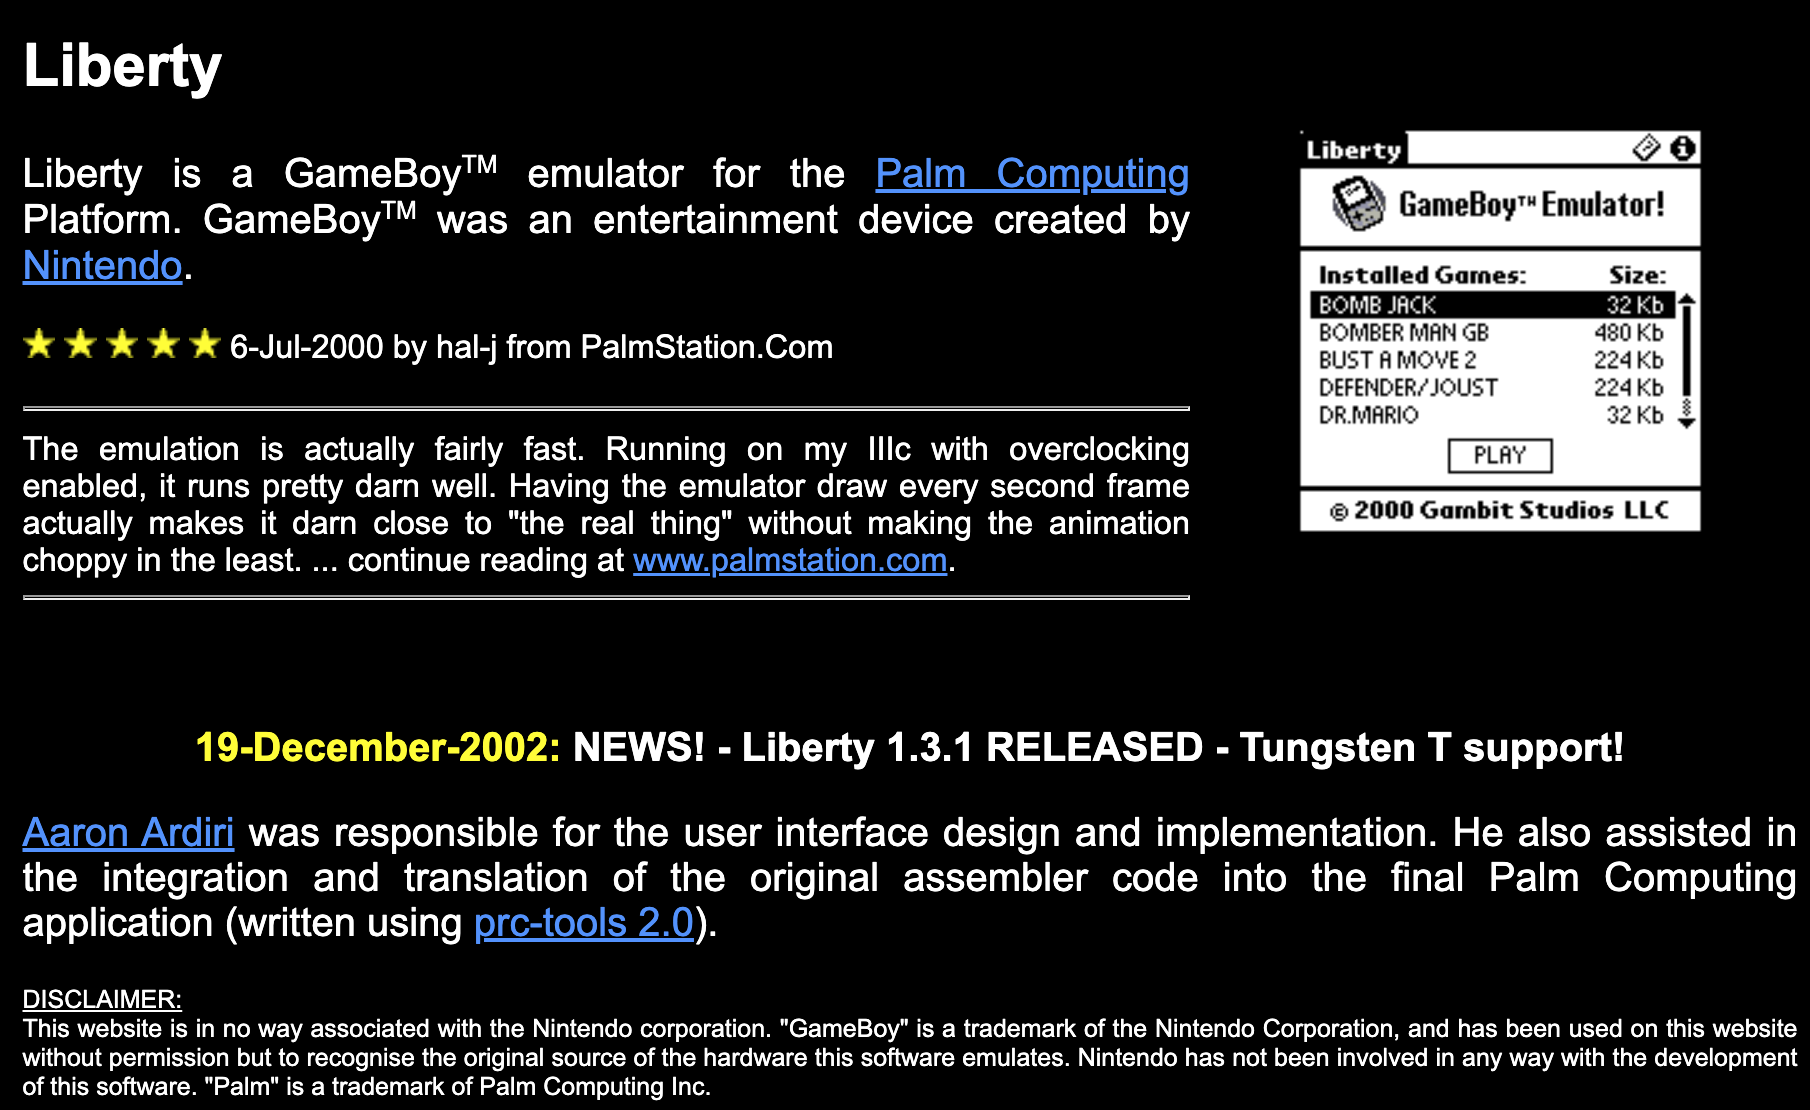 Liberty
Liberty is a GameBoy™ emulator for the Palm Computing
Platform. GameBoy™ was an entertainment device created by
Nintendo.
6-Jul-2000 by hal-j from PalmStation.Com
The emulation is actually fairly fast. Running on my IIIc with overclocking
enabled, it runs pretty darn well. Having the emulator draw every second frame
actually makes it darn close to "the real thing" without making the animation
choppy in the least. ... continue reading at www.palmstation.com.
Liberty
GameBoy™ Emulator!
Installed Games: Size:
BOMB JACK 32 Kb
BOMBER MAN GB 480 Kb
BUST A MOVE 2 224 Kb
DEFENDER/JOUST 224 Kb
DR.MARIO 32 Kb
PLAY
© 2000 Gambit Studios LLC
19-December-2002: NEWS! - Liberty 1.3.1 RELEASED - Tungsten T support!
Aaron Ardiri was responsible for the user interface design and implementation. He also assisted in
the integration and translation of the original assembler code into the final Palm Computing
application (written using prc-tools 2.0).
DISCLAIMER:
This website is in no way associated with the Nintendo corporation. "GameBoy" is a trademark of the Nintendo Corporation, and has been used on this website
without permission but to recognise the original source of the hardware this software emulates. Nintendo has not been involved in any way with the development
of this software. "Palm" is a trademark of Palm Computing Inc.